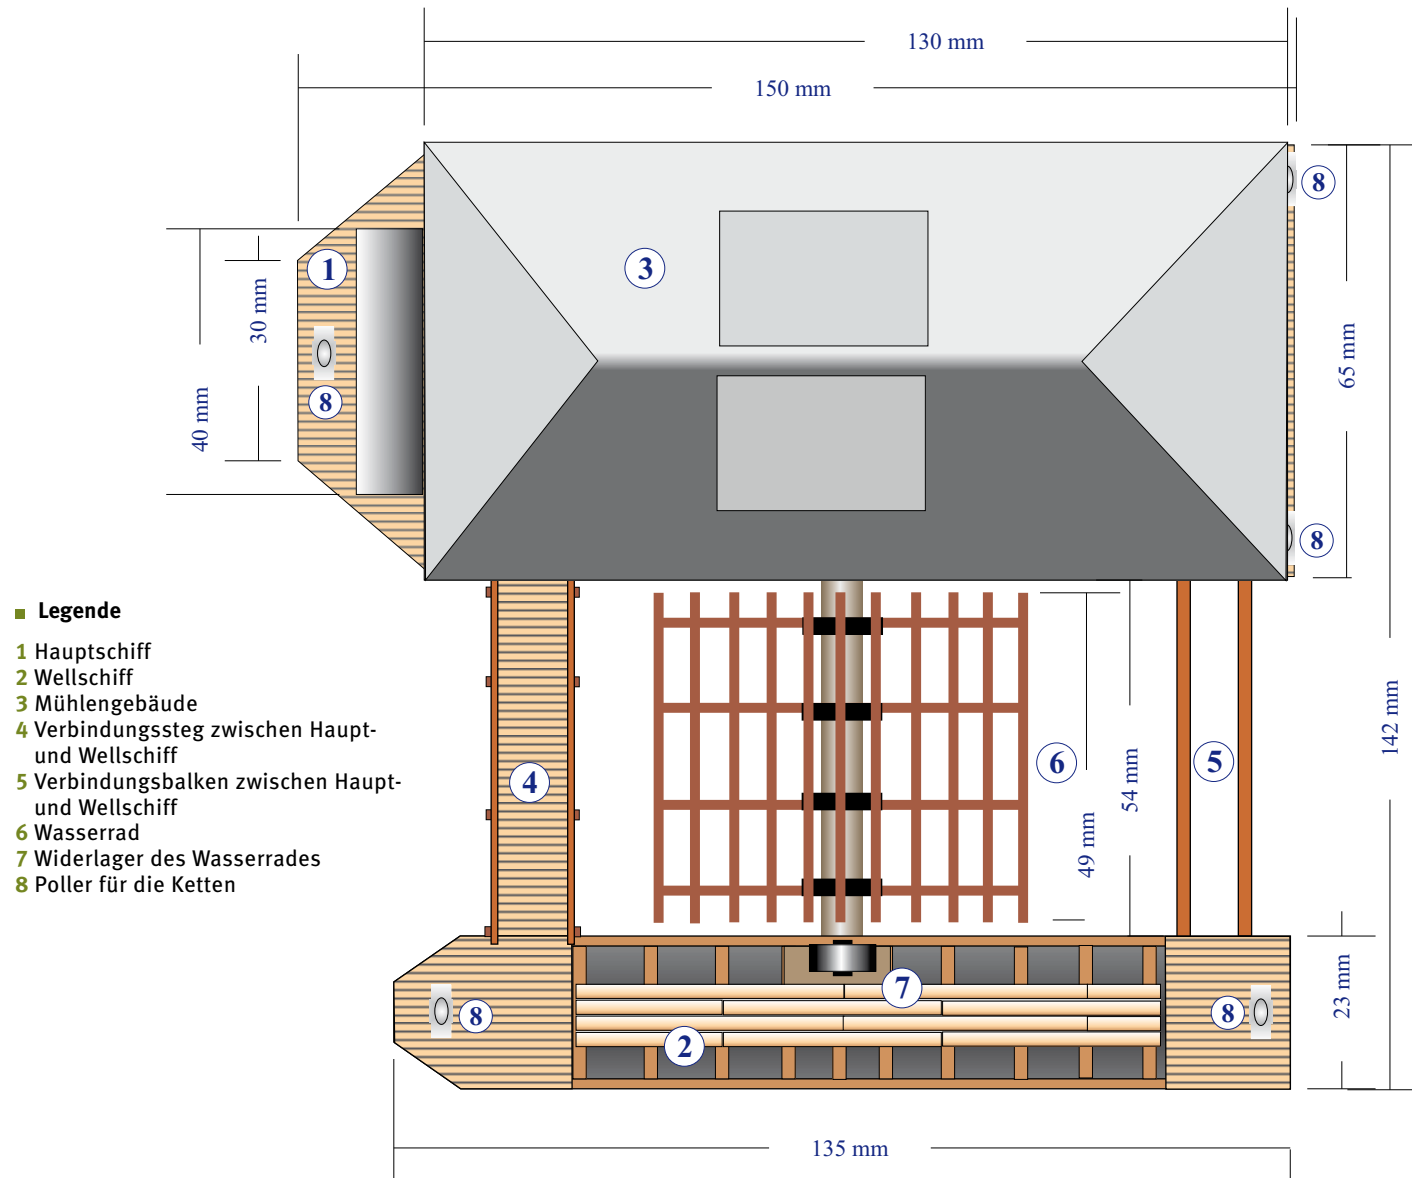 130 mm
150 mm
8
1
3
30 mm
65 mm
8
40 mm
8
Legende
1 Hauptschiff
2 Wellschiff
3 Mühlengebäude
4 Verbindungssteg zwischen Haupt-
und Wellschiff
5 Verbindungsbalken zwischen Haupt-
und Wellschiff
6 Wasserrad
7 Widerlager des Wasserrades
8 Poller für die Ketten
4
6
5
142 mm
54 mm
49 mm
7
8
8
23 mm
2
135 mm